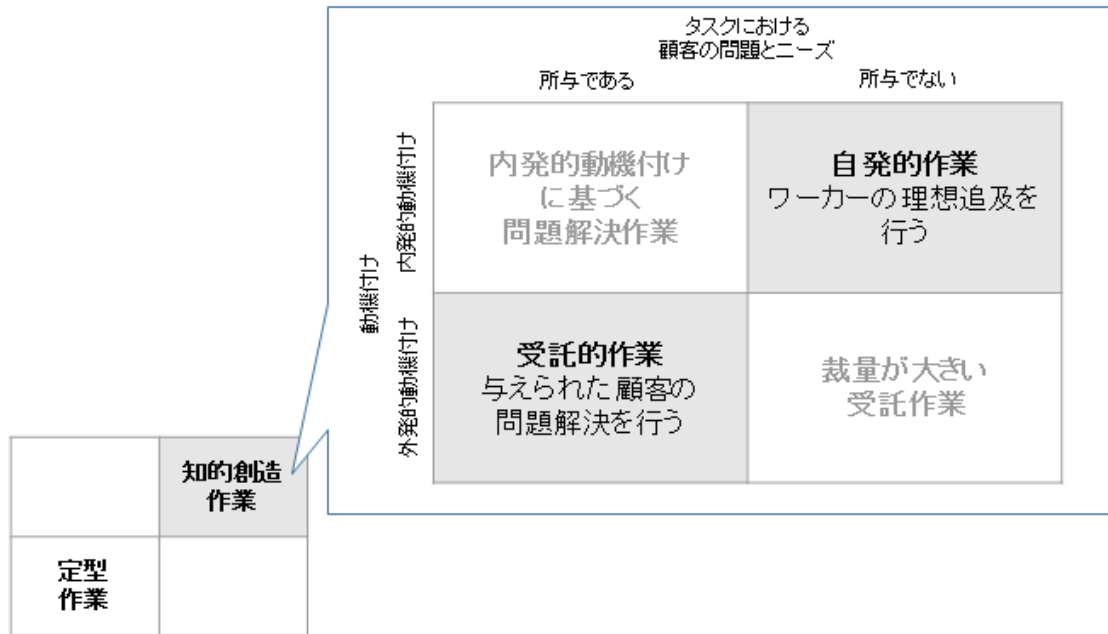 タスクにおける
顧客の問題とニーズ
所与である
所与でない
動機付け
内発的動機付け
内発的動機付け
に基づく
問題解決作業
自発的作業
ワーカーの理想追及を
行う
外発的動機付け
受託的作業
与えられた顧客の
問題解決を行う
裁量が大きい
受託作業
知的創造
作業
定型
作業